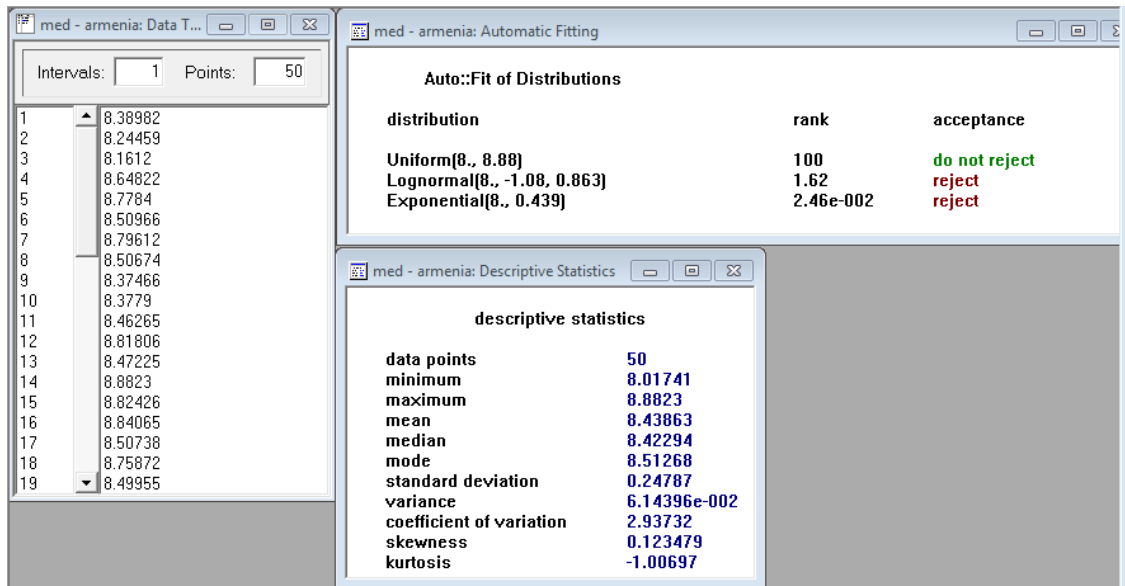 med - armenia: Data T...
Intervals: 1 Points: 50
1 8.38982
2 8.24459
3 8.1612
4 8.64822
5 8.7784
6 8.50966
7 8.79612
8 8.50674
9 8.37466
10 8.3779
11 8.46265
12 8.81806
13 8.47225
14 8.8823
15 8.82426
16 8.84065
17 8.50738
18 8.75872
19 8.49955
med - armenia: Automatic Fitting
Auto::Fit of Distributions
distribution rank acceptance
Uniform(8., 8.88) 100 do not reject
Lognormal(8., -1.08, 0.863) 1.62 reject
Exponential(8., 0.439) 2.46e-002 reject
med - armenia: Descriptive Statistics
descriptive statistics
data points 50
minimum 8.01741
maximum 8.8823
mean 8.43863
median 8.42294
mode 8.51268
standard deviation 0.24787
variance 6.14396e-002
coefficient of variation 2.93732
skewness 0.123479
kurtosis -1.00697